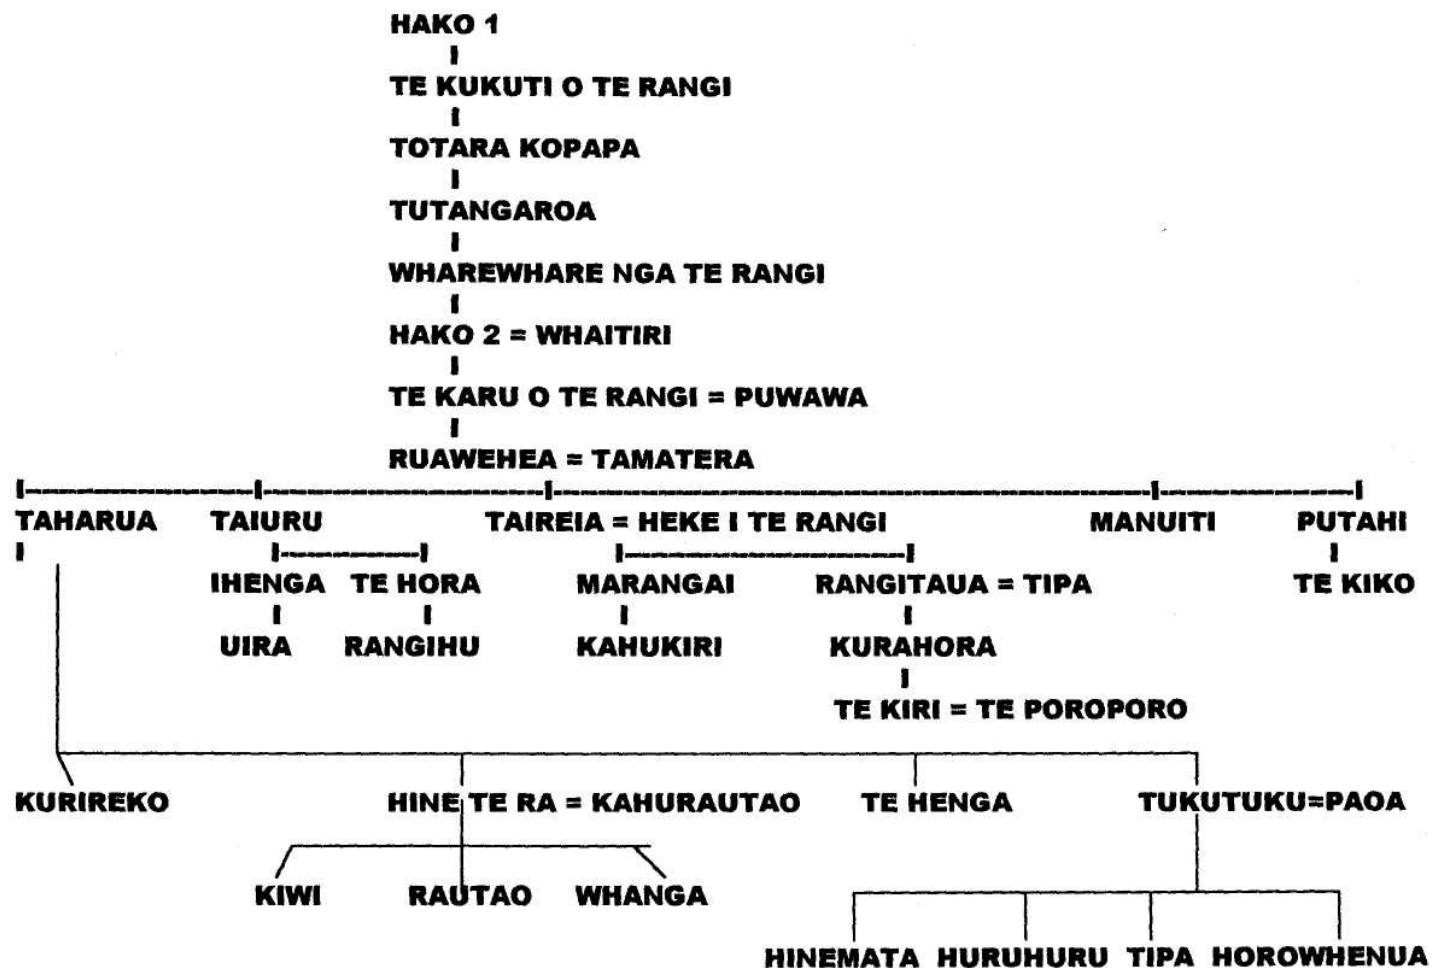 HAKO 1
TE KUKUTI O TE RANGI
TOTARA KOPAPA
TUTANGAROA
WHAREWHARE NGA TE RANGI
HAKO 2 = WHAITIRI
TE KARU O TE RANGI = PUWAWA
RUAWEHEA = TAMATERA
TAHARUA TAIURU TAIREIA = HEKE I TE RANGI MANUITI PUTAHI
IHENGA TE HORA MARANGAI RANGITAUA = TIPA TE KIKO
UIRA RANGIHU KAHUKIRI KURAHORA
TE KIRI = TE POROPORO
KURIREKO HINE TE RA = KAHURAUTAO TE HENGA TUKUTUKU=PAOA
KIWI RAUTAO WHANGA
HINEMATA HURUHURU TIPA HOROWHENUA